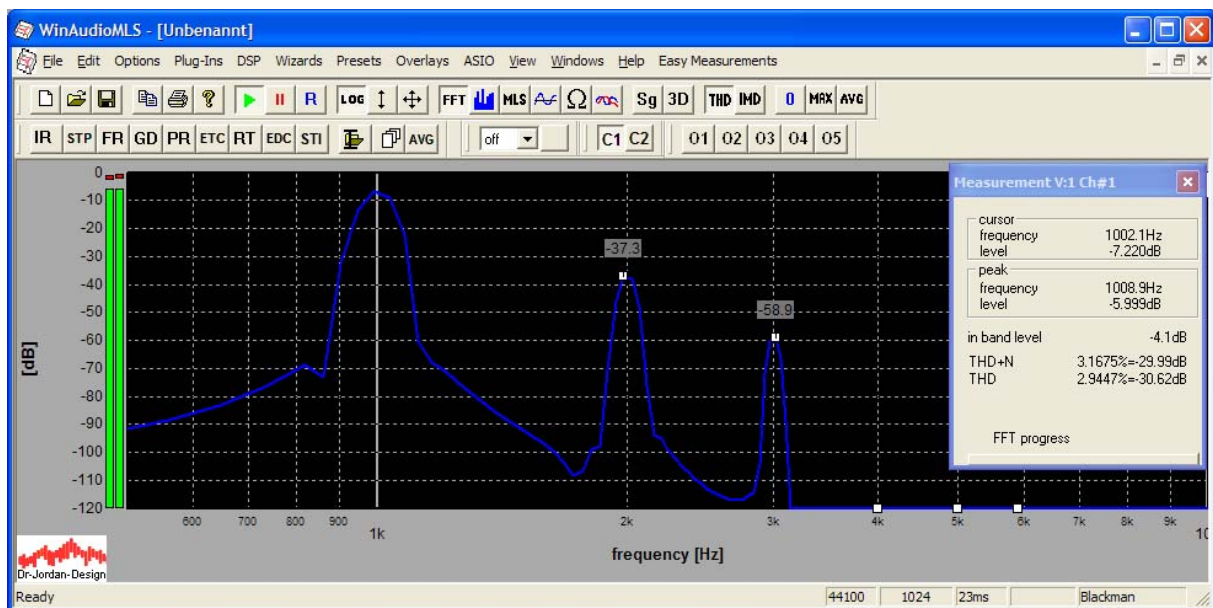 WinAudioMLS - [Unbenannt]
File Edit Options Plug-Ins DSP Wizards Presets Overlays ASIO View Windows Help Easy Measurements
R LOG FFT MLS Ω Sg 3D THD IMD 0 MAX AVG
IR STP FR GD PR ETC RT EDC STI AVG off C1 C2 O1 O2 O3 O4 O5
0
-10
-20
-30
-40
-50
-60
-70
-80
-90
-100
-110
-120
[dB]
-37.3
-58.9
600 700 800 900 1k 2k 3k 4k 5k 6k 7k 8k 9k 10
frequency [Hz]
Dr-Jordan-Design
Measurement V:1 Ch#1
cursor
frequency 1002.1Hz
level -7.220dB
peak
frequency 1008.9Hz
level -5.999dB
in band level -4.1dB
THD+N 3.1675%=-29.99dB
THD 2.9447%=-30.62dB
FFT progress
Ready 44100 1024 23ms Blackman